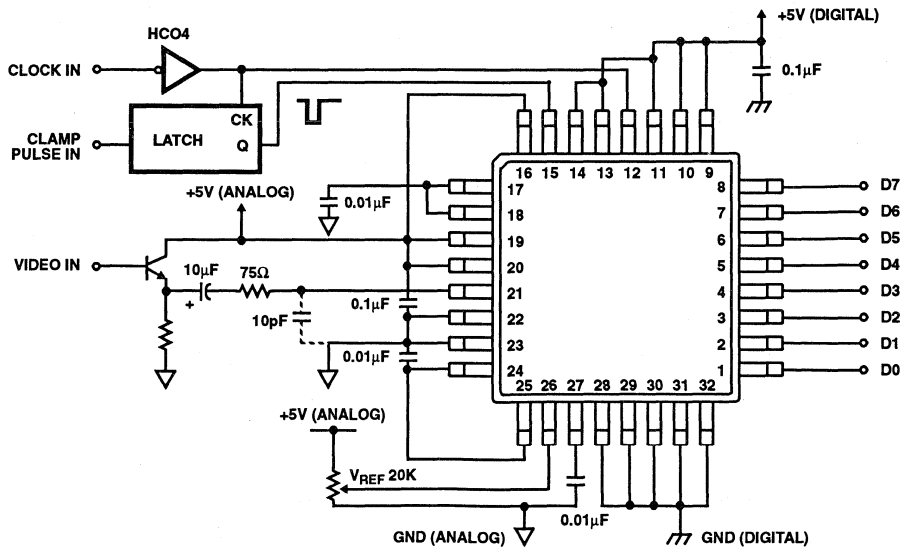 +5V (DIGITAL)
HCO4
CLOCK IN
0.1µF
CK
LATCH
Q
CLAMP
PULSE IN
16 15 14 13 12 11 10 9
+5V (ANALOG)
17
8
D7
0.01µF
18
7
D6
19
6
D5
VIDEO IN
20
5
D4
10µF
75Ω
21
4
D3
+
0.1µF
10pF
22
3
D2
0.01µF
23
2
D1
24
1
D0
25 26 27 28 29 30 31 32
+5V (ANALOG)
VREF 20K
0.01µF
GND (ANALOG)
GND (DIGITAL)